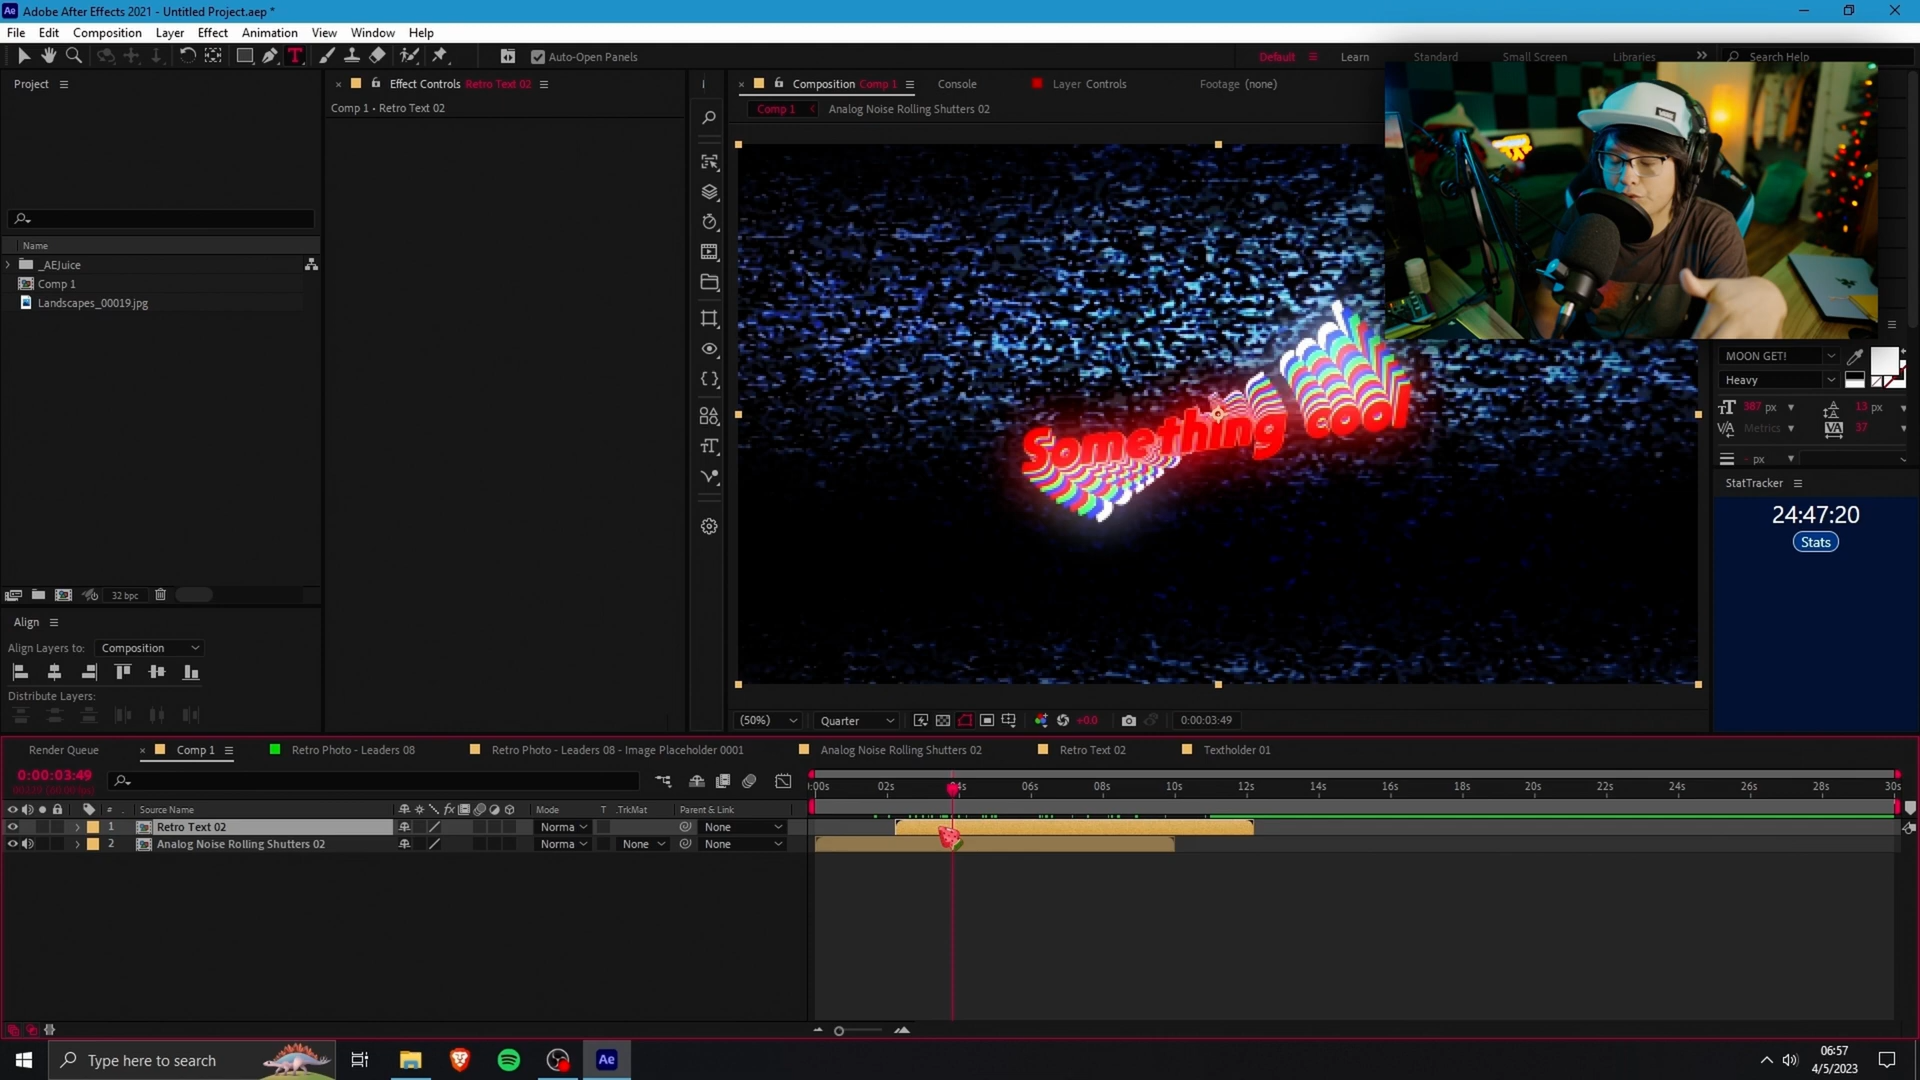 Adobe After Effects 2021 - Untitled Project.aep *
File Edit Composition Layer Effect Animation View Window Help
Auto-Open Panels
Default Learn Standard Small Screen Libraries Search Help
Project
Effect Controls Retro Text 02
Comp 1 • Retro Text 02
Composition Comp 1 Console Layer Controls Footage (none)
Comp 1 Analog Noise Rolling Shutters 02
Name
_AEJuice
Comp 1
Landscapes_00019.jpg
32 bpc
Something cool
MOON GET!
Heavy
387 px 13 px
Metrics 37
- px
StatTracker
24:47:20
Stats
Align
Align Layers to: Composition
Distribute Layers:
(50%) Quarter +0.0 0:00:03:49
Render Queue Comp 1 Retro Photo - Leaders 08 Retro Photo - Leaders 08 - Image Placeholder 0001 Analog Noise Rolling Shutters 02 Retro Text 02 Textholder 01
0:00:03:49
:00s 02s 04s 06s 08s 10s 12s 14s 16s 18s 20s 22s 24s 26s 28s 30s
# Source Name fx Mode T .TrkMat Parent & Link
1 Retro Text 02 Norma None
2 Analog Noise Rolling Shutters 02 Norma None None
Type here to search
Ae
06:57
4/5/2023